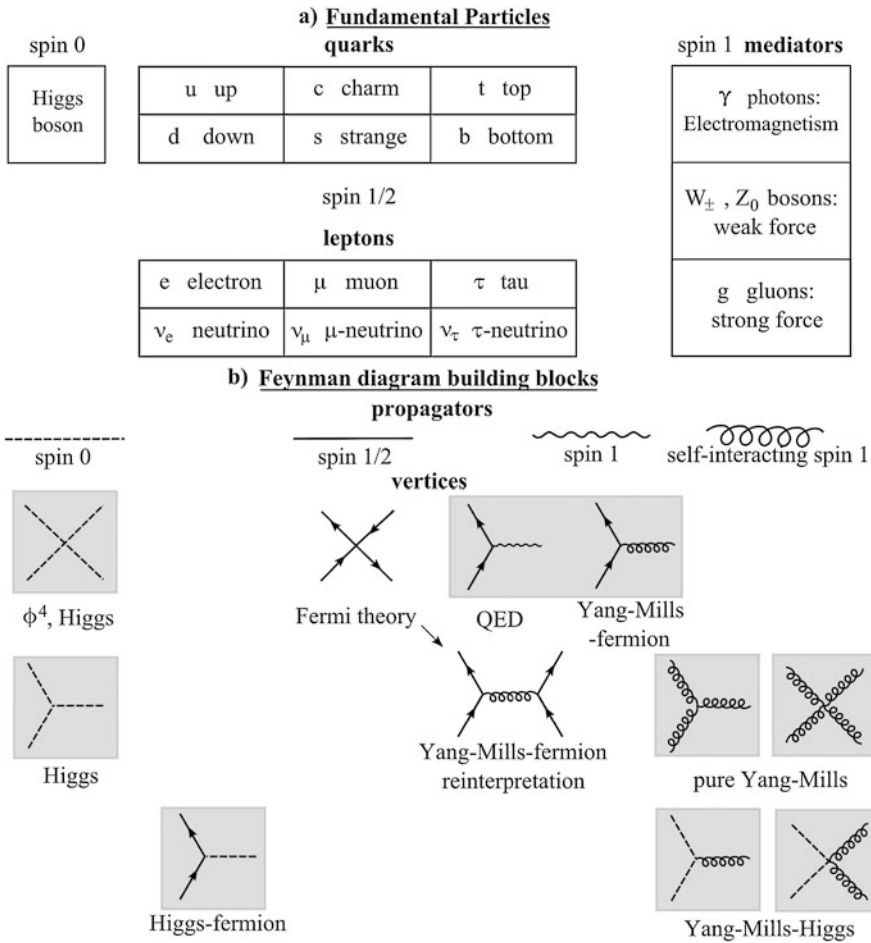 a) Fundamental Particles
spin 0
quarks
spin 1 mediators
Higgs
boson
u up
c charm
t top
d down
s strange
b bottom
γ photons:
Electromagnetism
W± , Z0 bosons:
weak force
g gluons:
strong force
spin 1/2
leptons
e electron
μ muon
τ tau
νe neutrino
νμ μ-neutrino
ντ τ-neutrino
b) Feynman diagram building blocks
propagators
spin 0
spin 1/2
spin 1
self-interacting spin 1
vertices
ϕ4, Higgs
Fermi theory
QED
Yang-Mills
-fermion
Higgs
Yang-Mills-fermion
reinterpretation
pure Yang-Mills
Higgs-fermion
Yang-Mills-Higgs